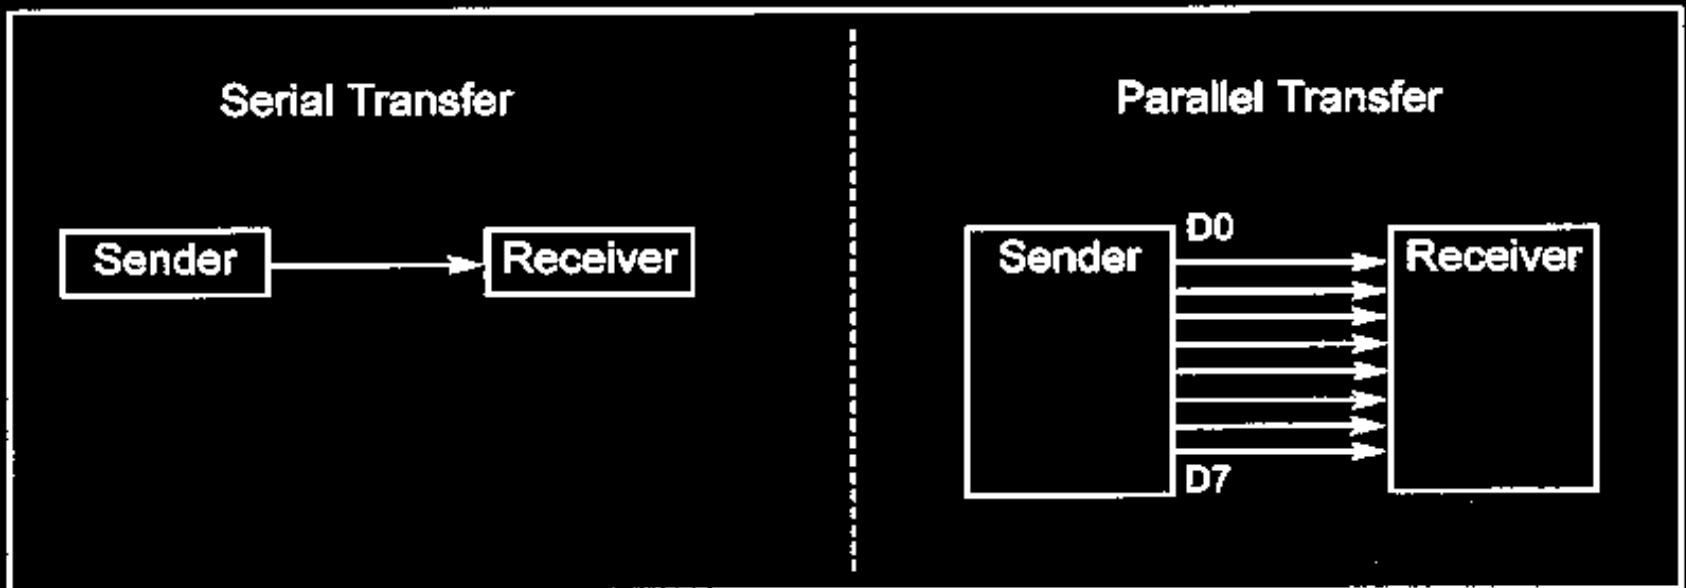 Serial Transfer
Sender
Receiver
Parallel Transfer
D0
Sender
Receiver
D7